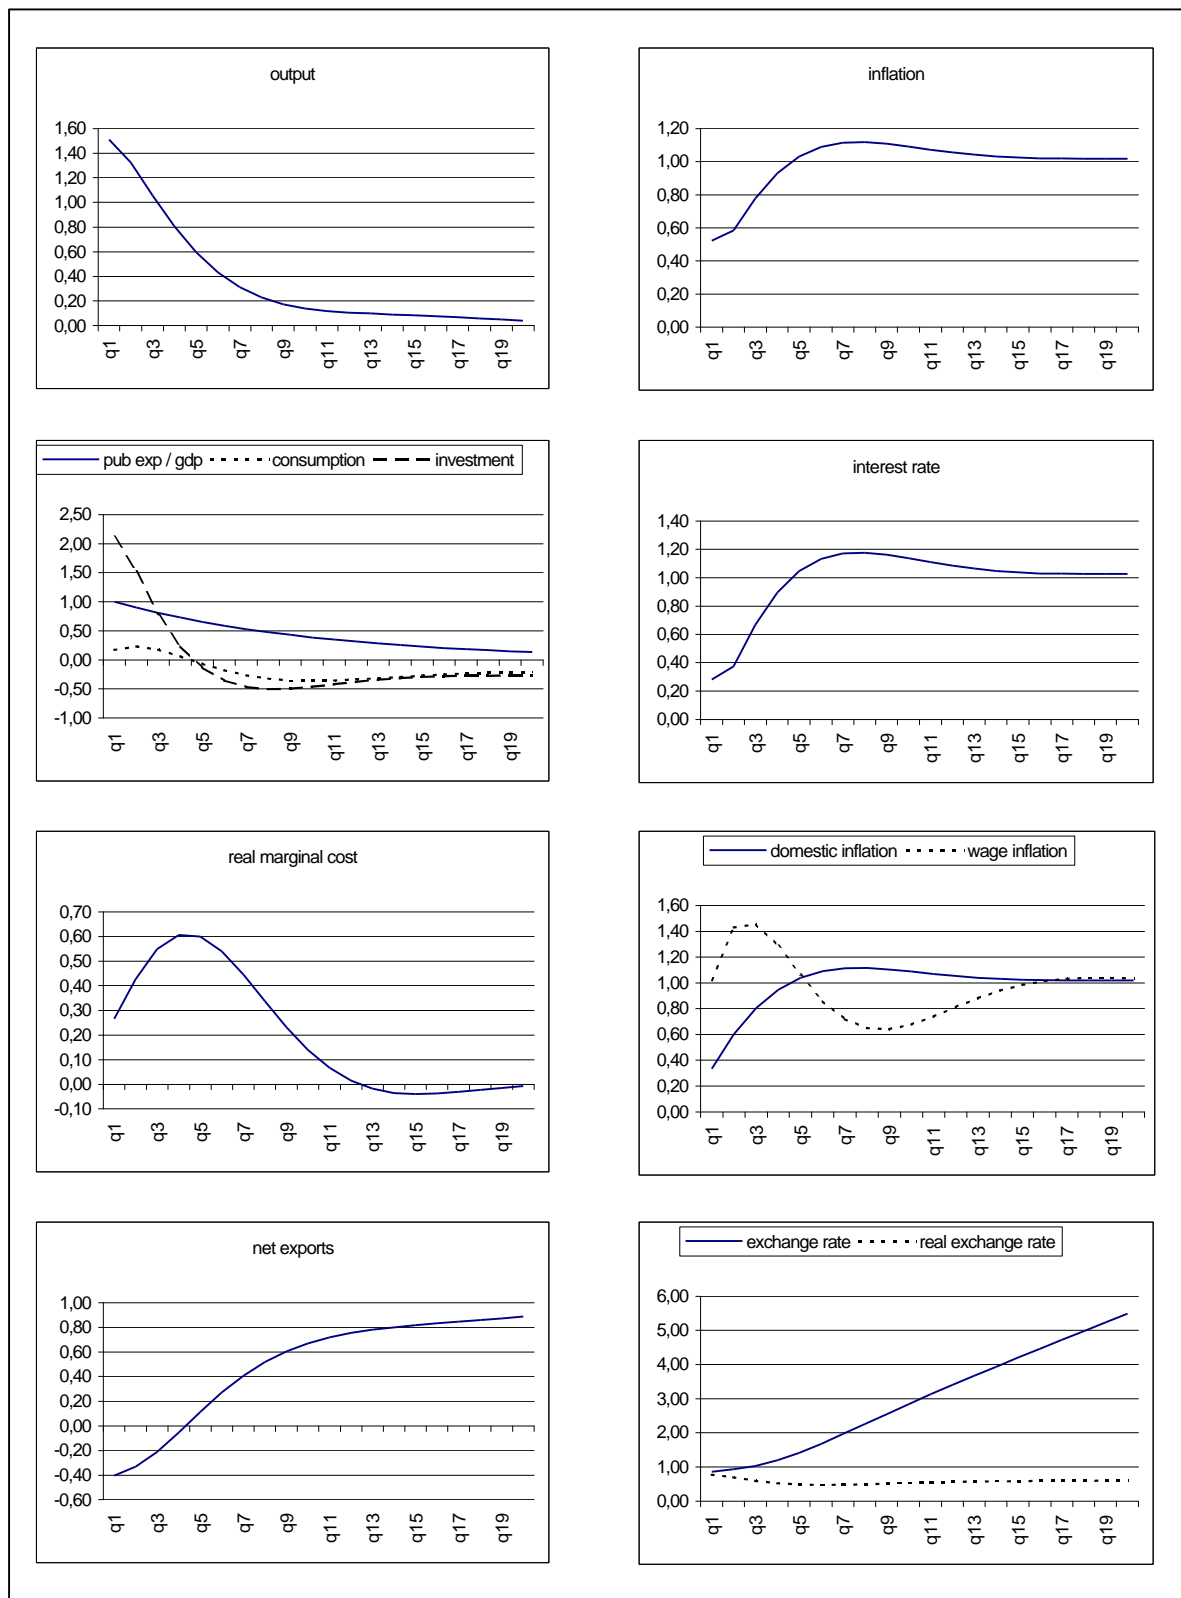 output
1,60
1,40
1,20
1,00
0,80
0,60
0,40
0,20
0,00
q1
q3
q5
q7
q9
q11
q13
q15
q17
q19
inflation
1,20
1,00
0,80
0,60
0,40
0,20
0,00
q1
q3
q5
q7
q9
q11
q13
q15
q17
q19
pub exp / gdp consumption investment
2,50
2,00
1,50
1,00
0,50
0,00
-0,50
-1,00
q1
q3
q5
q7
q9
q11
q13
q15
q17
q19
interest rate
1,40
1,20
1,00
0,80
0,60
0,40
0,20
0,00
q1
q3
q5
q7
q9
q11
q13
q15
q17
q19
real marginal cost
0,70
0,60
0,50
0,40
0,30
0,20
0,10
0,00
-0,10
q1
q3
q5
q7
q9
q11
q13
q15
q17
q19
domestic inflation wage inflation
1,60
1,40
1,20
1,00
0,80
0,60
0,40
0,20
0,00
q1
q3
q5
q7
q9
q11
q13
q15
q17
q19
net exports
1,00
0,80
0,60
0,40
0,20
0,00
-0,20
-0,40
-0,60
q1
q3
q5
q7
q9
q11
q13
q15
q17
q19
exchange rate real exchange rate
6,00
5,00
4,00
3,00
2,00
1,00
0,00
q1
q3
q5
q7
q9
q11
q13
q15
q17
q19